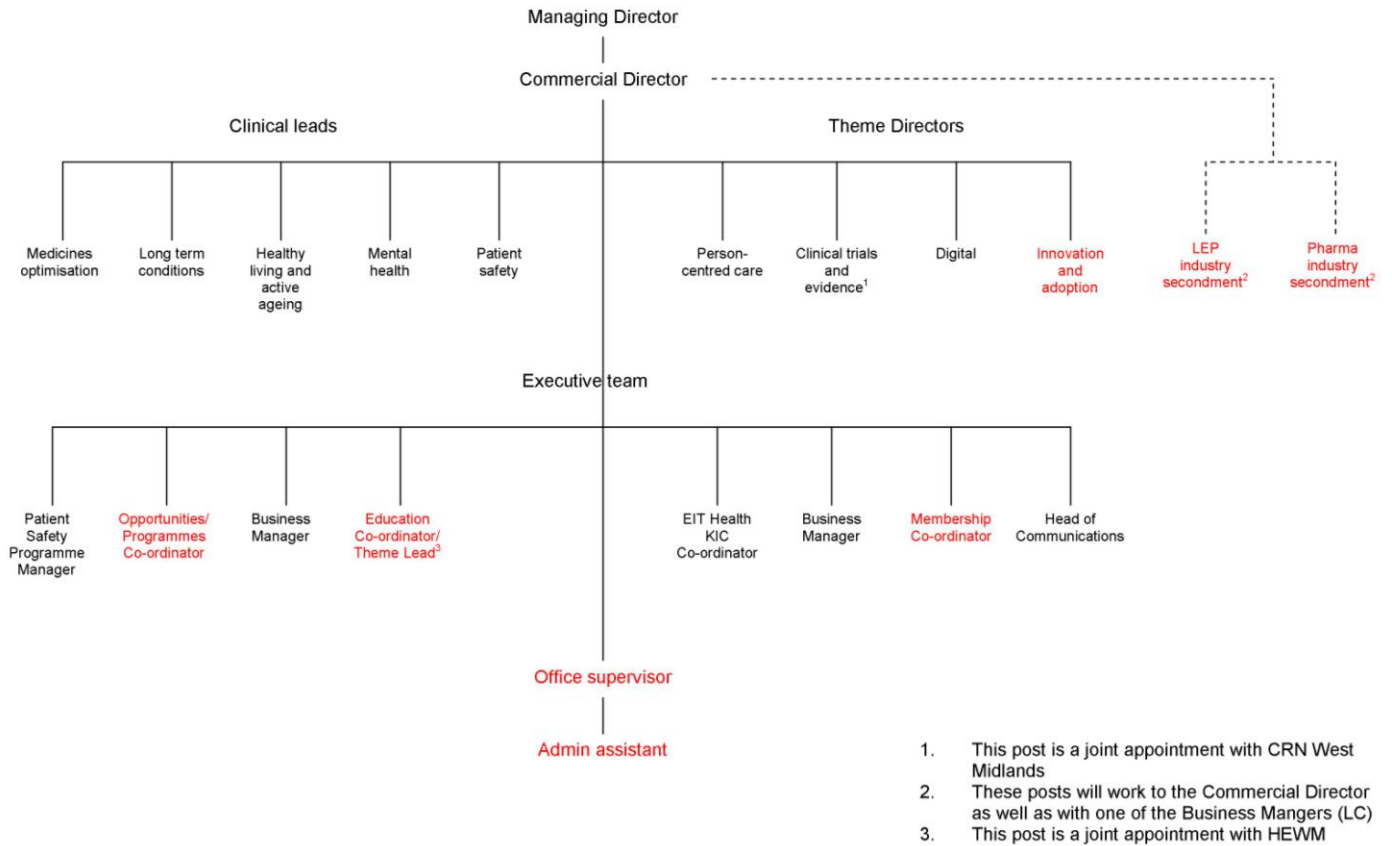 Managing Director
Commercial Director
Clinical leads
Theme Directors
Medicines
optimisation
Long term
conditions
Healthy
living and
active
ageing
Mental
health
Patient
safety
Person-
centred care
Clinical trials
and
evidence¹
Digital
Innovation
and
adoption
LEP
industry
secondment²
Pharma
industry
secondment²
Executive team
Patient
Safety
Programme
Manager
Opportunities/
Programmes
Co-ordinator
Business
Manager
Education
Co-ordinator/
Theme Lead³
EIT Health
KIC
Co-ordinator
Business
Manager
Membership
Co-ordinator
Head of
Communications
Office supervisor
Admin assistant
1. This post is a joint appointment with CRN West
Midlands
2. These posts will work to the Commercial Director
as well as with one of the Business Mangers (LC)
3. This post is a joint appointment with HEWM